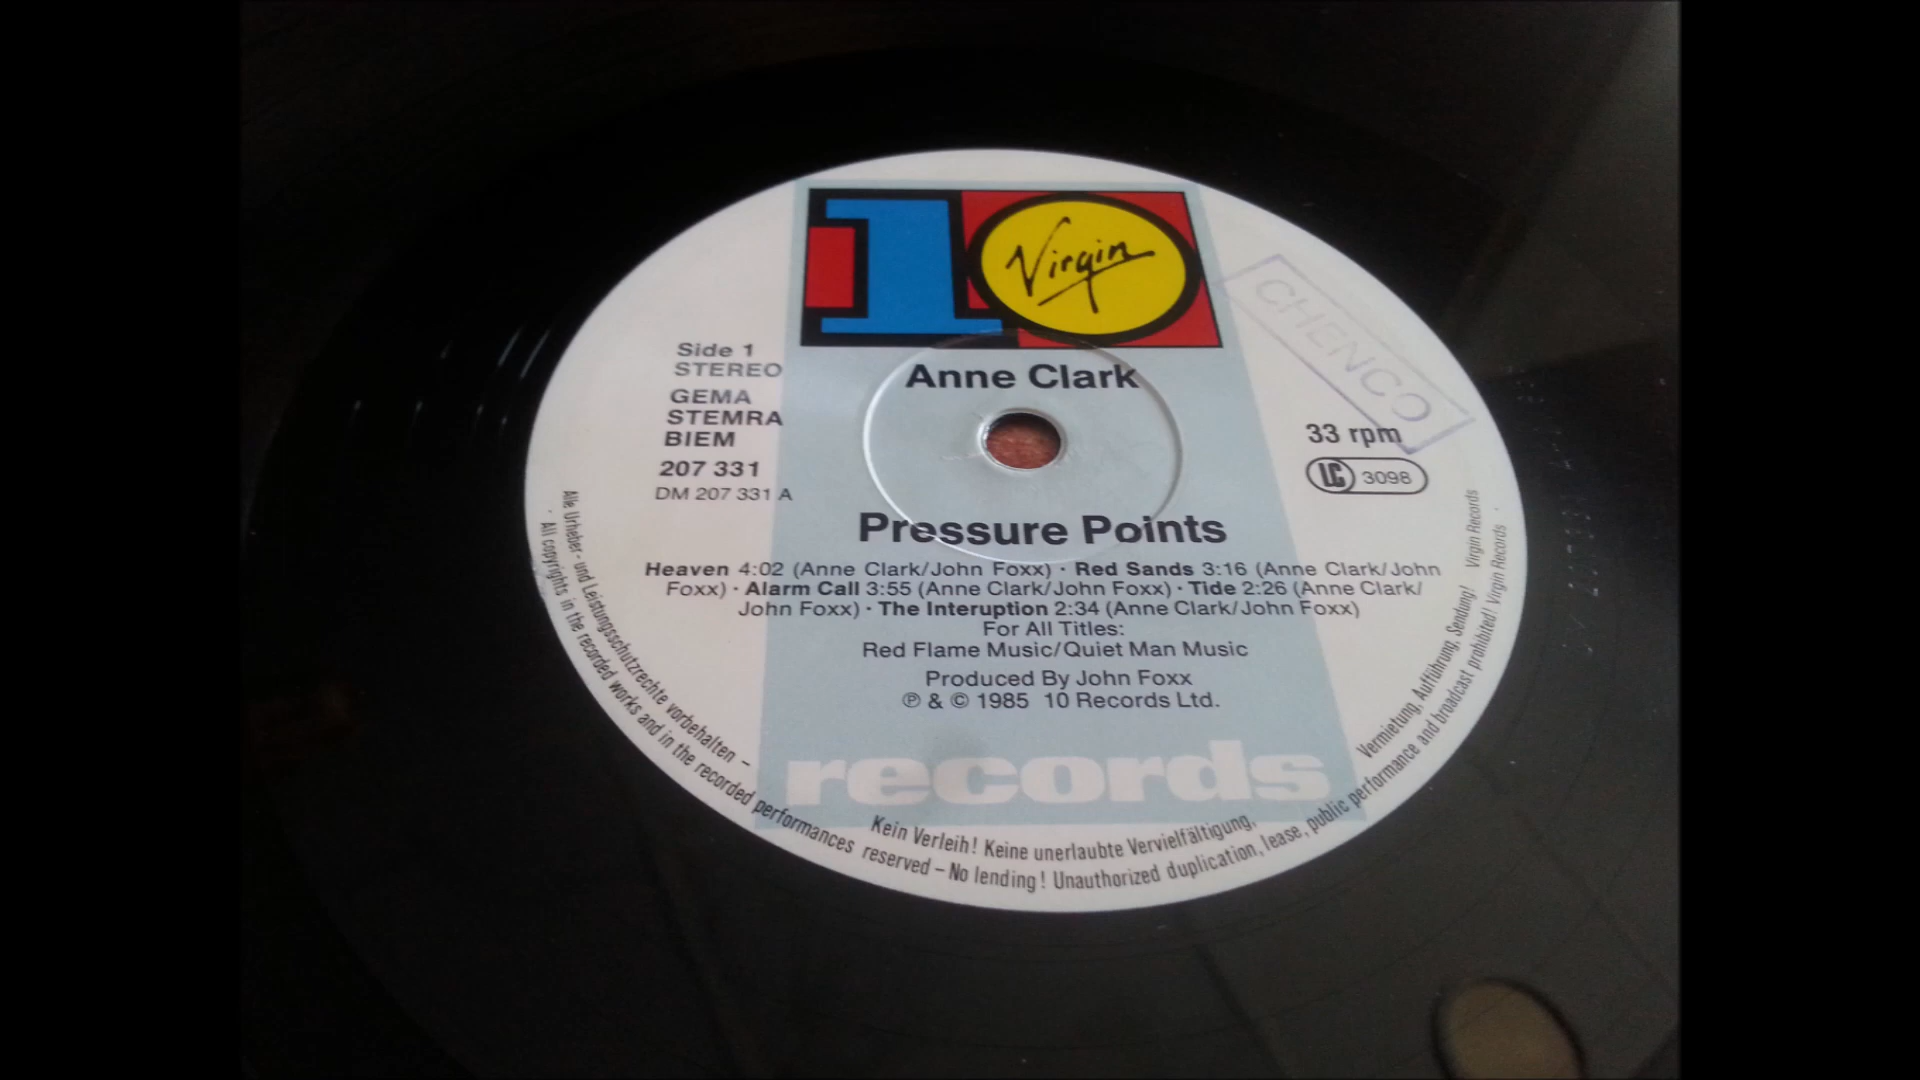 10
Virgin
CHENCO
Side 1
STEREO
GEMA
STEMRA
BIEM
207 331
DM 207 331 A
Anne Clark
33 rpm
LC 3098
Pressure Points
Heaven 4:02 (Anne Clark/John Foxx) · Red Sands 3:16 (Anne Clark/John
Foxx) · Alarm Call 3:55 (Anne Clark/John Foxx) · Tide 2:26 (Anne Clark/
John Foxx) · The Interuption 2:34 (Anne Clark/John Foxx)
For All Titles:
Red Flame Music/Quiet Man Music
Produced By John Foxx
℗ & © 1985 10 Records Ltd.
records
Alle Urheber- und Leistungsschutzrechte vorbehalten – Kein Verleih! Keine unerlaubte Vervielfältigung, Vermietung, Aufführung, Sendung! Virgin Records
· All copyrights in the recorded works and in the recorded performances reserved – No lending! Unauthorized duplication, lease, public performance and broadcast prohibited! Virgin Records ·